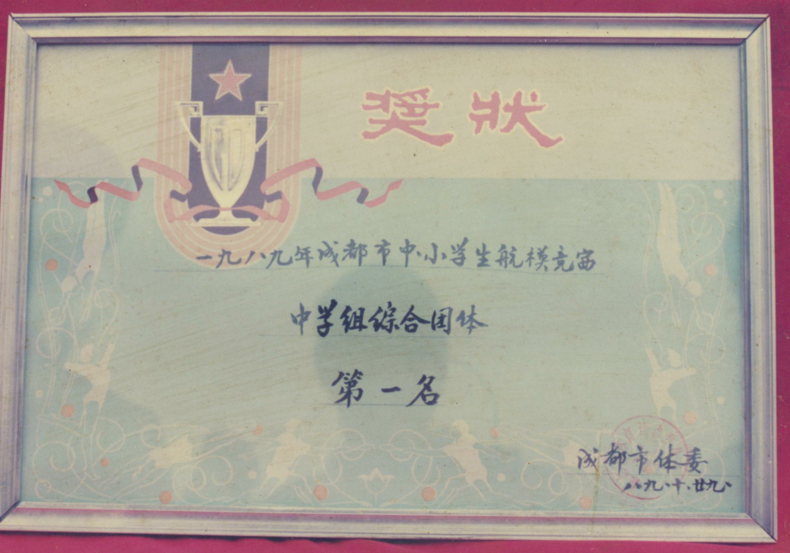 奖状
一九八九年成都市中小学生航模竞赛
中学组综合团体
第一名
成都市体委
八九.十.廿九